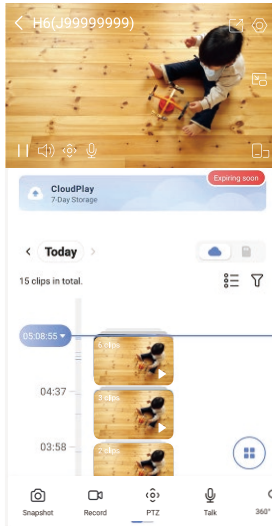 H6(J99999999)
CloudPlay
7-Day Storage
Expiring soon
Today
15 clips in total.
05:08:55
6 clips
04:37
3 clips
03:58
2 clips
Snapshot
Record
PTZ
Talk
360°